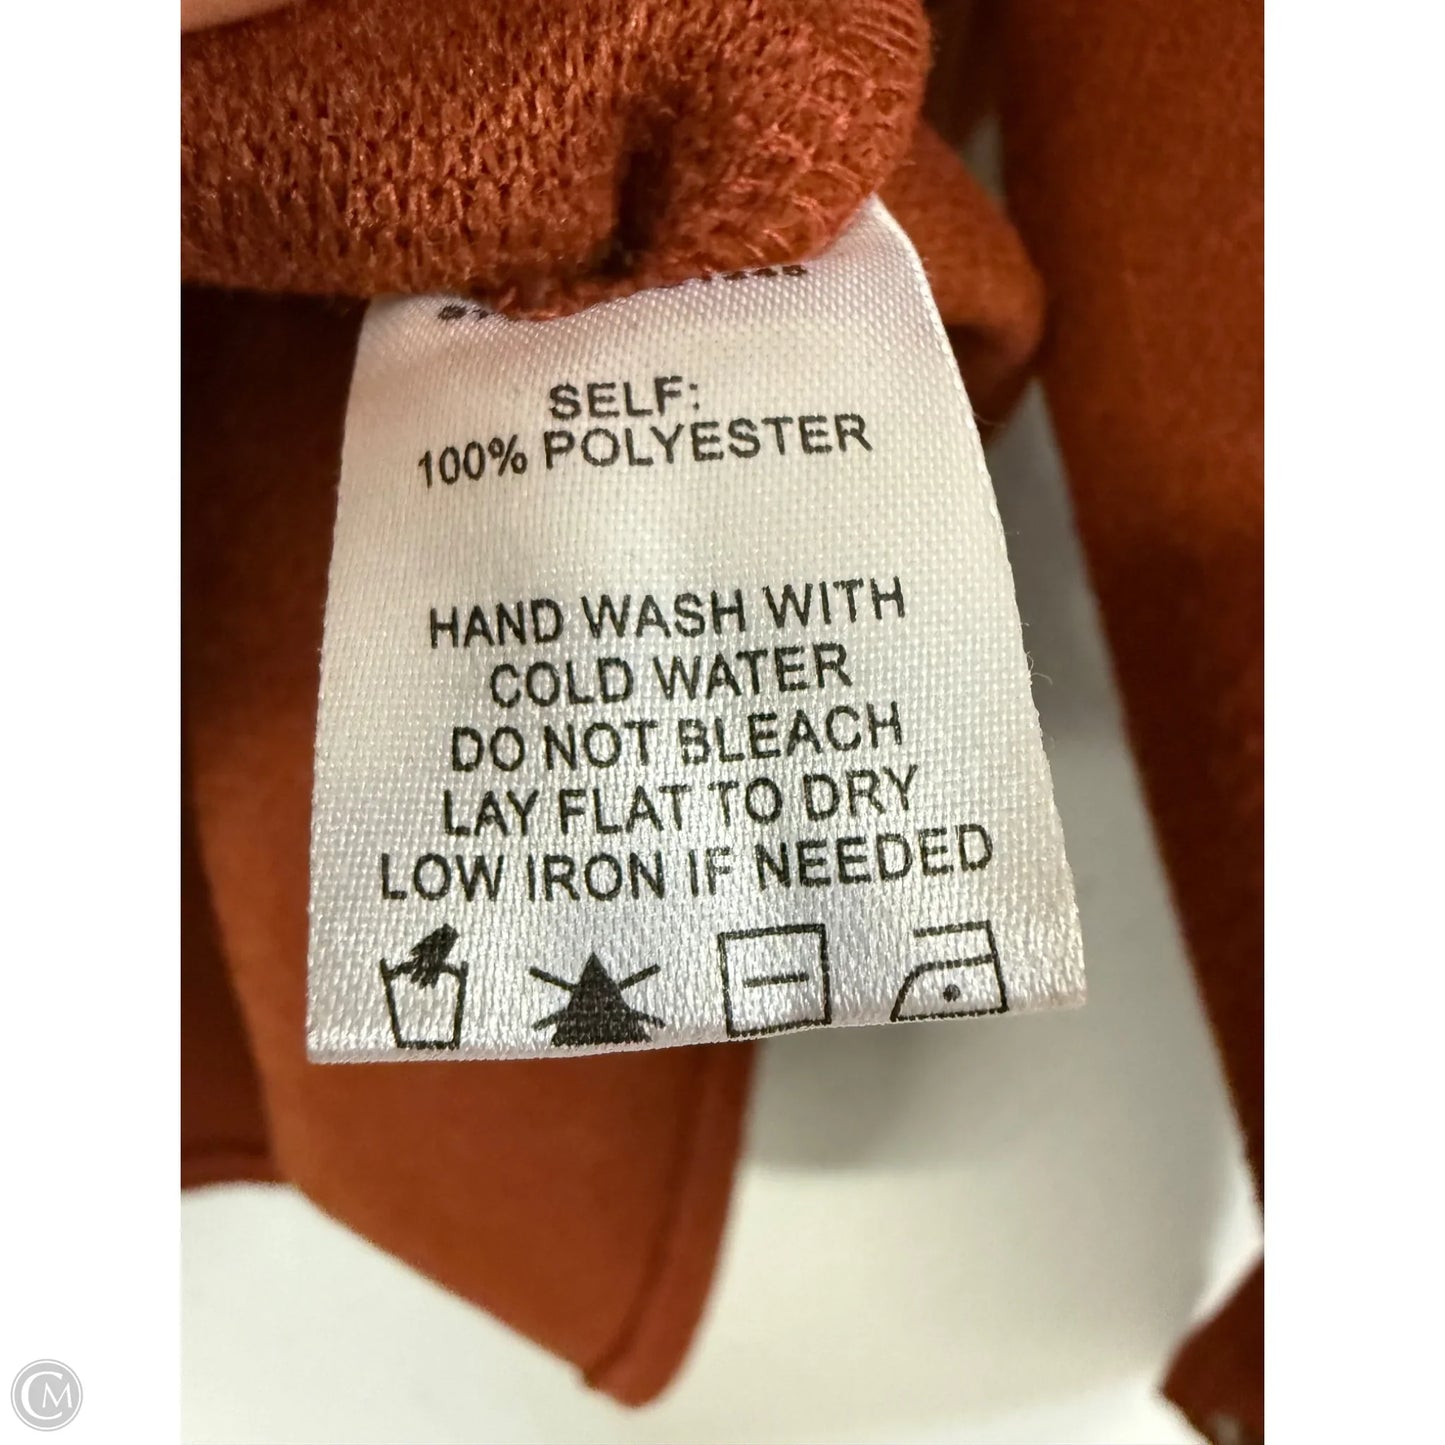 SELF:
100% POLYESTER
HAND WASH WITH
COLD WATER
DO NOT BLEACH
LAY FLAT TO DRY
LOW IRON IF NEEDED
CM